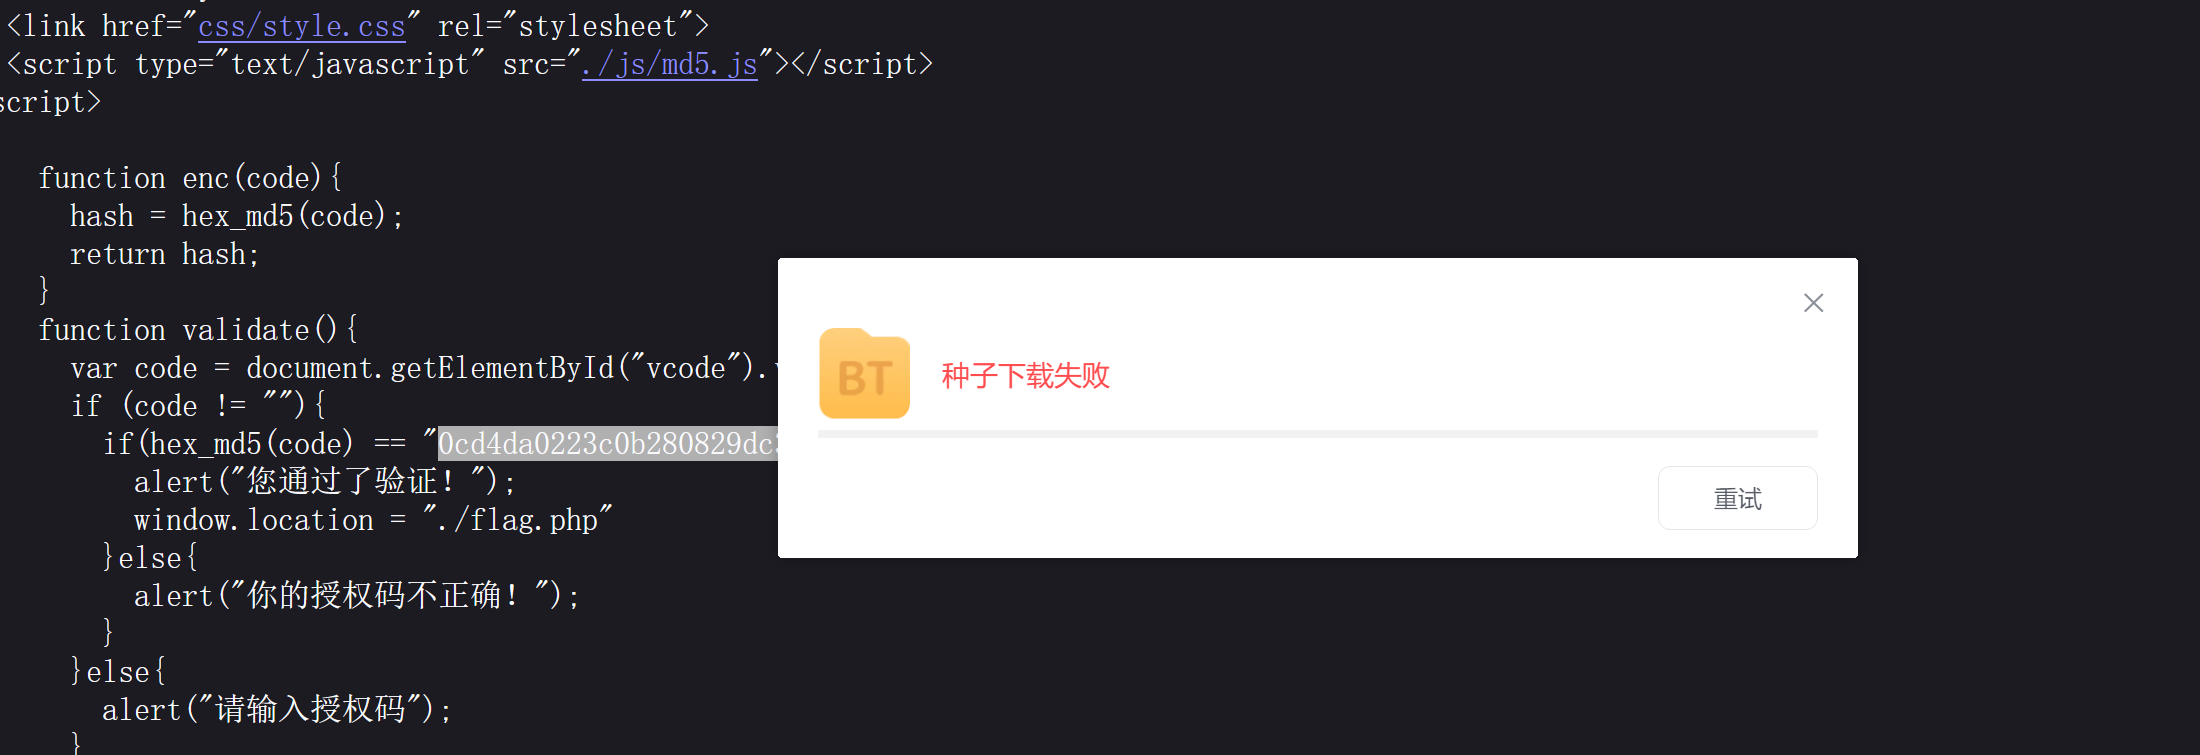 <link href="css/style.css" rel="stylesheet">
<script type="text/javascript" src="./js/md5.js"></script>
script>
function enc(code){
hash = hex_md5(code);
return hash;
}
function validate(){
var code = document.getElementById("vcode").
if (code != ""){
if(hex_md5(code) == "0cd4da0223c0b280829dc
alert("您通过了验证！");
window.location = "./flag.php"
}else{
alert("你的授权码不正确！");
}
}else{
alert("请输入授权码");
}
BT
种子下载失败
重试